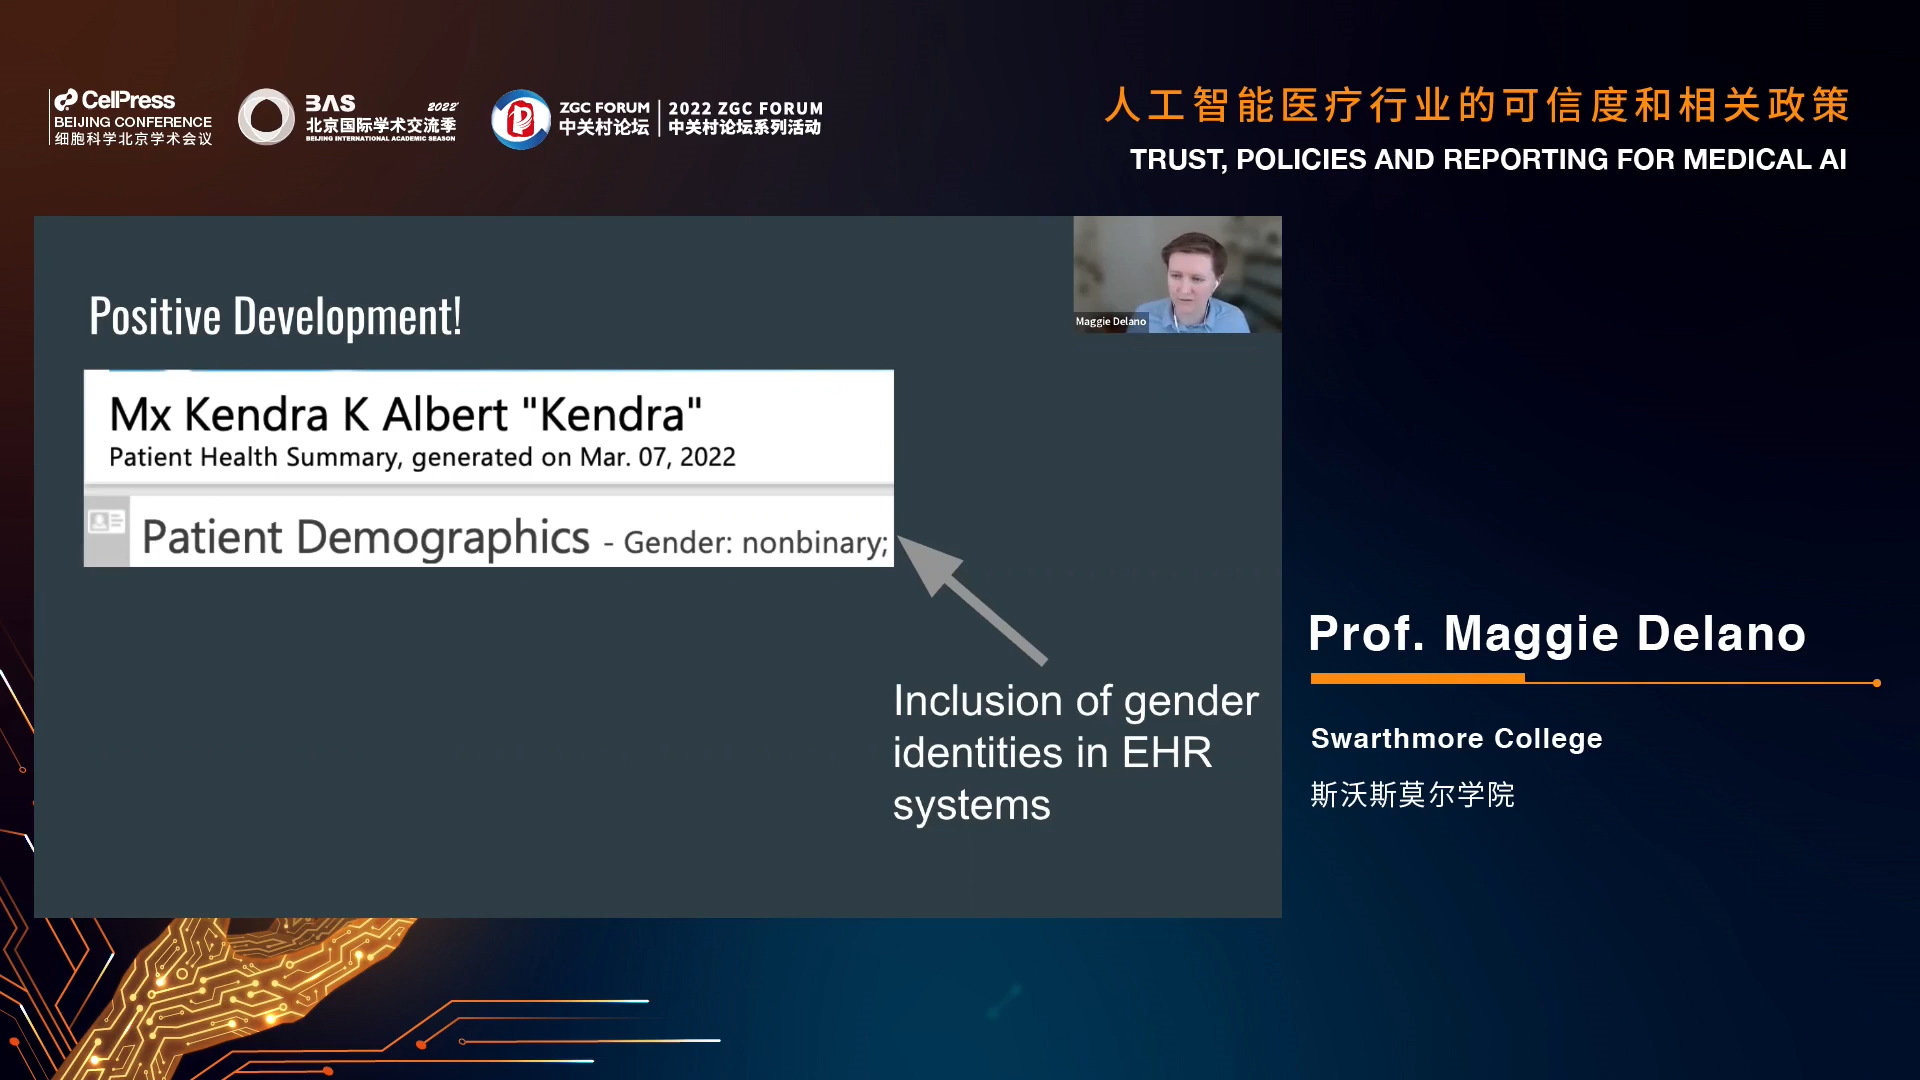 CellPress
BEIJING CONFERENCE
细胞科学北京学术会议
BAS 2022
北京国际学术交流季
BEIJING INTERNATIONAL ACADEMIC SEASON
ZGC FORUM
中关村论坛
2022 ZGC FORUM
中关村论坛系列活动
人工智能医疗行业的可信度和相关政策
TRUST, POLICIES AND REPORTING FOR MEDICAL AI
Maggie Delano
Positive Development!
Mx Kendra K Albert "Kendra"
Patient Health Summary, generated on Mar. 07, 2022
Patient Demographics - Gender: nonbinary;
Inclusion of gender
identities in EHR
systems
Prof. Maggie Delano
Swarthmore College
斯沃斯莫尔学院